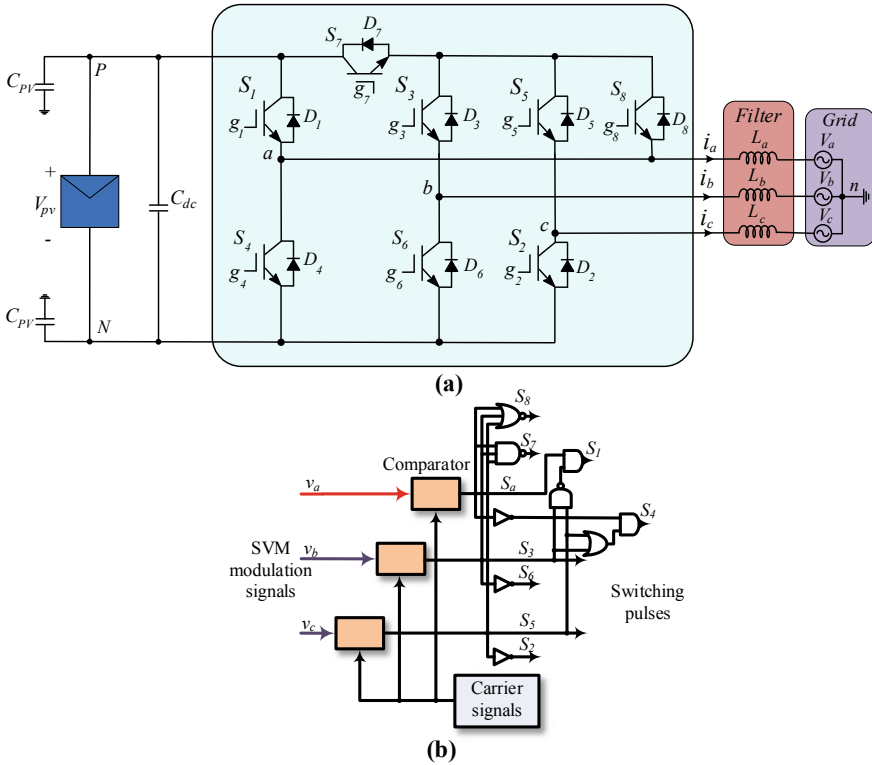 S7
D7
g7
P
CPV
S1
g1
D1
S3
g3
D3
S5
g5
D5
S8
g8
D8
Filter
Grid
ia
La
Va
a
+
Vpv
-
Cdc
b
ib
Lb
Vb
n
c
ic
Lc
Vc
S4
g4
D4
S6
g6
D6
S2
g2
D2
CPV
N
(a)
S8
S7
S1
Comparator
va
Sa
S4
SVM
modulation
signals
vb
S3
S6
Switching
pulses
vc
S5
S2
Carrier
signals
(b)